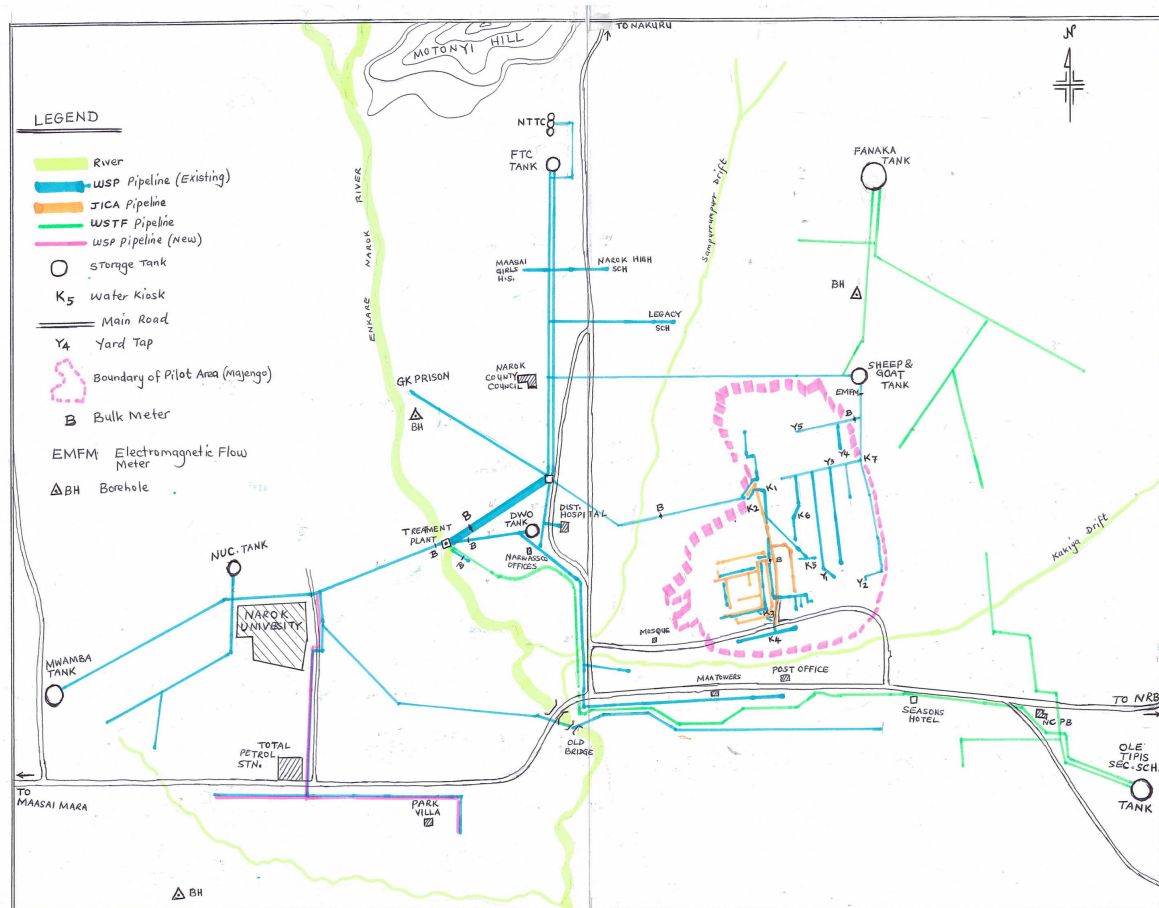 TO NAKURU
MOTONYI HILL
N
LEGEND
River
WSP Pipeline (Existing)
JICA Pipeline
WSTF Pipeline
WSP Pipeline (New)
Storage Tank
K5 Water Kiosk
Main Road
Y4 Yard Tap
Boundary of Pilot Area (Majengo)
B Bulk Meter
EMFM Electromagnetic Flow
Meter
BH Borehole
ENKARE NAROK RIVER
NTTC
FTC
TANK
Sampurrumpurr Drift
FANAKA
TANK
MAASAI
GIRLS
H.S.
NAROK HIGH
SCH
BH
LEGACY
SCH
GK PRISON
BH
NAROK
COUNTY
COUNCIL
SHEEP &
GOAT
TANK
EMFM
B
Y5
Y4
Y3
K7
K1
K2
K6
B
K5
Y1
Y2
B
K3
K4
Kakiya Drift
DIST.
HOSPITAL
DWO
TANK
B
B
TREAMENT
PLANT
B
B
NARWASSCO
OFFICES
NUC. TANK
NAROK
UNIVESITY
MWAMBA
TANK
MOSQUE
MAA TOWERS
POST OFFICE
SEASONS
HOTEL
TO NRB
NCPB
OLE
TIPIS
SEC. SCH.
TANK
OLD
BRIDGE
TOTAL
PETROL
STN.
TO
MAASAI MARA
PARK
VILLA
BH